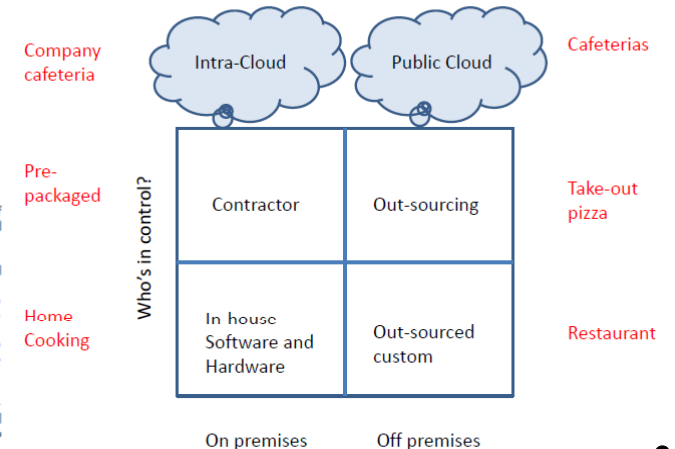 Company
cafeteria
Intra-Cloud
Public Cloud
Cafeterias
Pre-
packaged
Who's in control?
Contractor
Out-sourcing
Take-out
pizza
Home
Cooking
In house
Software and
Hardware
Out-sourced
custom
Restaurant
On premises
Off premises